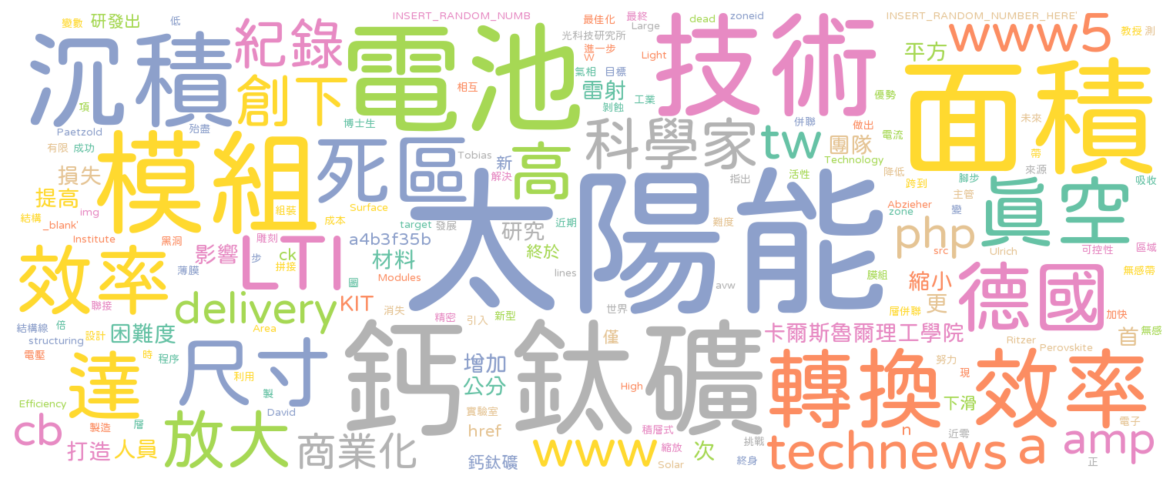 變數
低
INSERT_RANDOM_NUMB
最佳化
最終
dead
zoneid
INSERT_RANDOM_NUMBER_HERE
研發出
紀錄
Large
光科技研究所
www5
教授
測
沉積
電池
進一步
W
Light
技術
平方
面積
創下
氣相
目標
雷射
優勢
項
剝蝕
工業
博士生
相互
Paetzold
殆盡
科學家
併聯
做出
電流
未來
有限
成功
模組
死區
tw
團隊
帶
Tobias
新
高
Technology
損失
解決
指出
活性
降低
腳步
來源
吸收
提高
太陽能
跨到
主管
Abzieher
真空
img
粗裝
Surface
結構
成本
target
發展
近期
難度
zone
變
_blank'
研究
php
Institute
黑洞
雕刻
a4b3f35b
終於
Ulrich
可控性
區域
影響
LTI
步
ck
材料
src
效率
薄膜
拼接
圖
Modules
lines
avw
膜組
縮小
德國
無感帶
聯接
delivery
KIT
消失
世界
更
倍
Area
精密
引入
新型
層併聯
加快
結構線
設計
困難度
鈣鈦礦
僅
卡爾斯魯爾理工學院
首
無感
structuring
時
Ritzer
Perovskite
電壓
程序
尺寸
增加
轉換效率
努力
達
利用
製
公分
現
High
下滑
Efficiency
層
David
實驗室
電子
cb
製造
放大
href
積層式
n
近零
打造
人員
商業化
www
縮放
次
挑戰
technews
a
amp
鈣鈦礦
Solar
終身
正